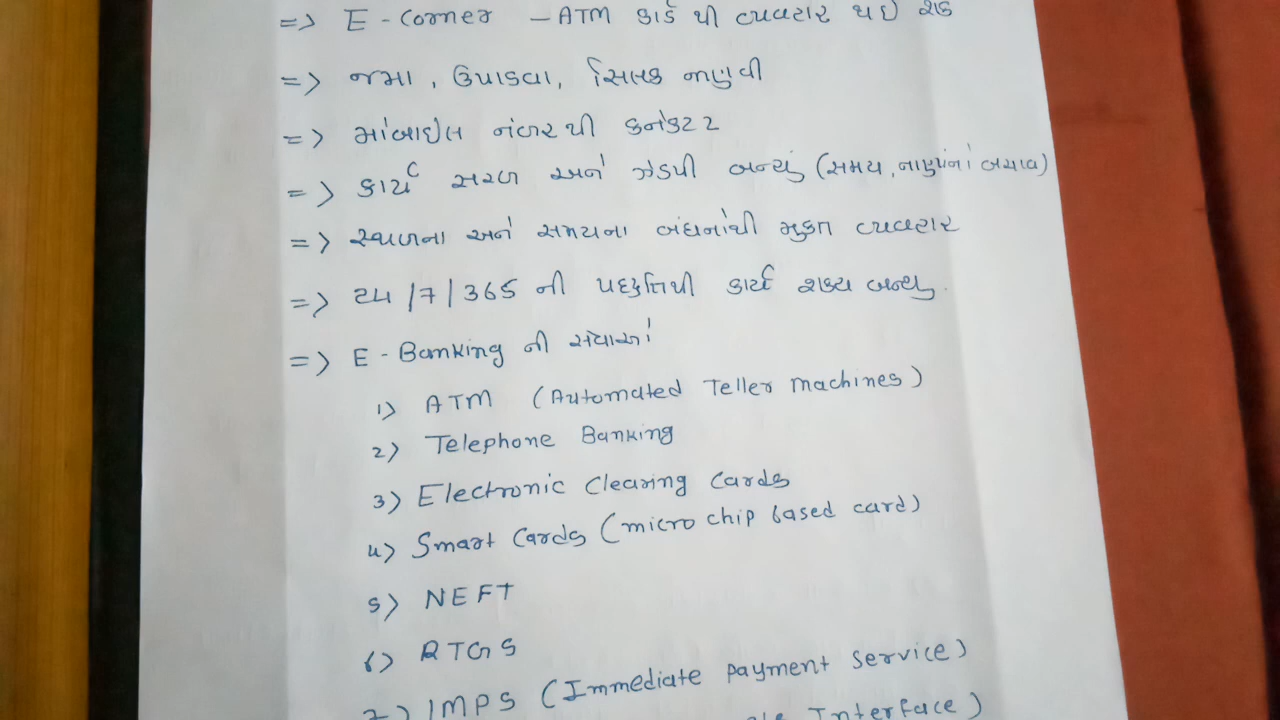 => E - Corner - ATM કાર્ડ થી વ્યવહાર થઇ શકે
=> જમા , ઉપાડવા, સિલક જાણવી
=> મોબાઇલ નંબર થી કનેક્ટ ર
=> કાર્ય સરળ અને ઝડપી બન્યું (સમય, નાણાંનો બચાવ)
=> સ્થળના અને સમયના બંધનોથી મુક્ત વ્યવહાર
=> 24/7/365 ની પદ્ધતિથી કાર્ય શક્ય બન્યુ.
=> E - Banking ની સેવાઓ
1) ATM (Automated Teller Machines)
2) Telephone Banking
3) Electronic Clearing Cards
4) Smart Cards (micro chip based card)
5) NEFT
6) RTGS
7) IMPS (Immediate payment service)
Interface)